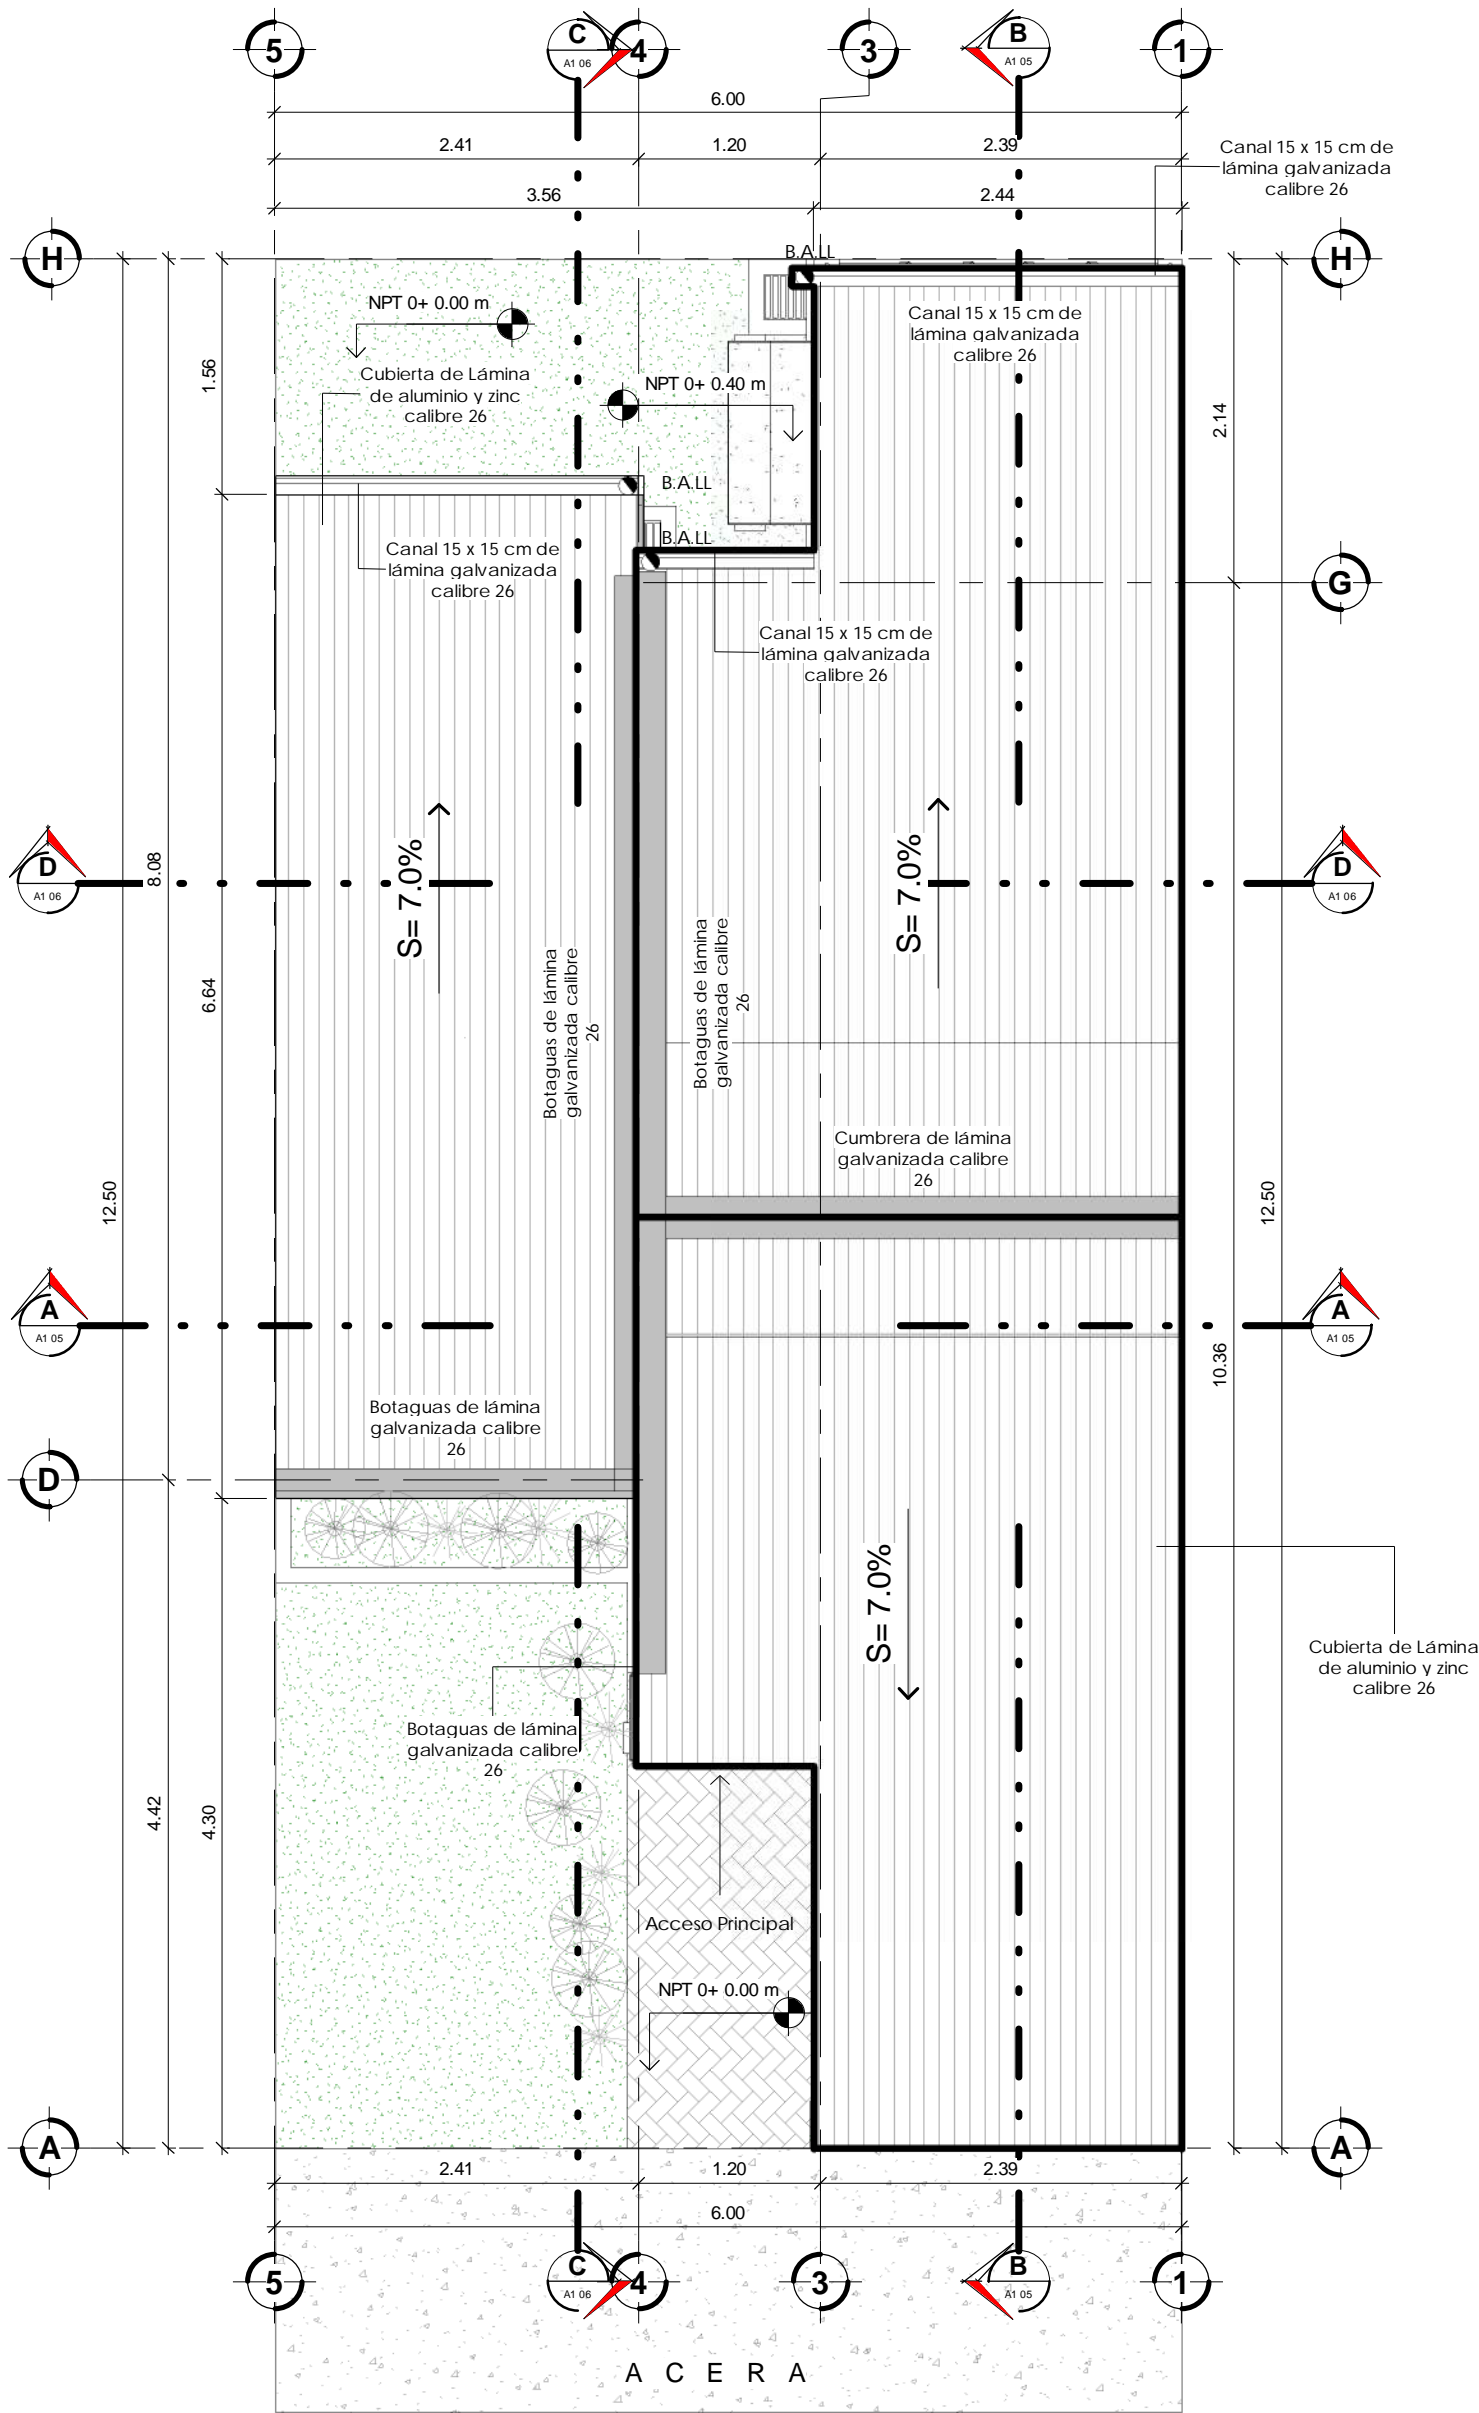 5
C
A1 06
4
3
B
A1 05
1
6.00
2.41
1.20
2.39
3.56
2.44
Canal 15 x 15 cm de
lámina galvanizada
calibre 26
H
H
B.A.LL
NPT 0+ 0.00 m
Canal 15 x 15 cm de
lámina galvanizada
calibre 26
1.56
Cubierta de Lámina
de aluminio y zinc
calibre 26
NPT 0+ 0.40 m
2.14
B.A.LL
B.A.LL
Canal 15 x 15 cm de
lámina galvanizada
calibre 26
G
Canal 15 x 15 cm de
lámina galvanizada
calibre 26
D
A1 06
8.08
S= 7.0%
S= 7.0%
D
A1 06
Botaguas de lámina
galvanizada calibre
26
Botaguas de lámina
galvanizada calibre
26
6.64
Cumbrera de lámina
galvanizada calibre
26
12.50
12.50
A
A1 05
A
A1 05
10.36
Botaguas de lámina
galvanizada calibre
26
D
S= 7.0%
Cubierta de Lámina
de aluminio y zinc
calibre 26
Botaguas de lámina
galvanizada calibre
26
4.42
4.30
Acceso Principal
NPT 0+ 0.00 m
A
A
2.41
1.20
2.39
6.00
5
C
A1 06
4
3
B
A1 05
1
A C E R A